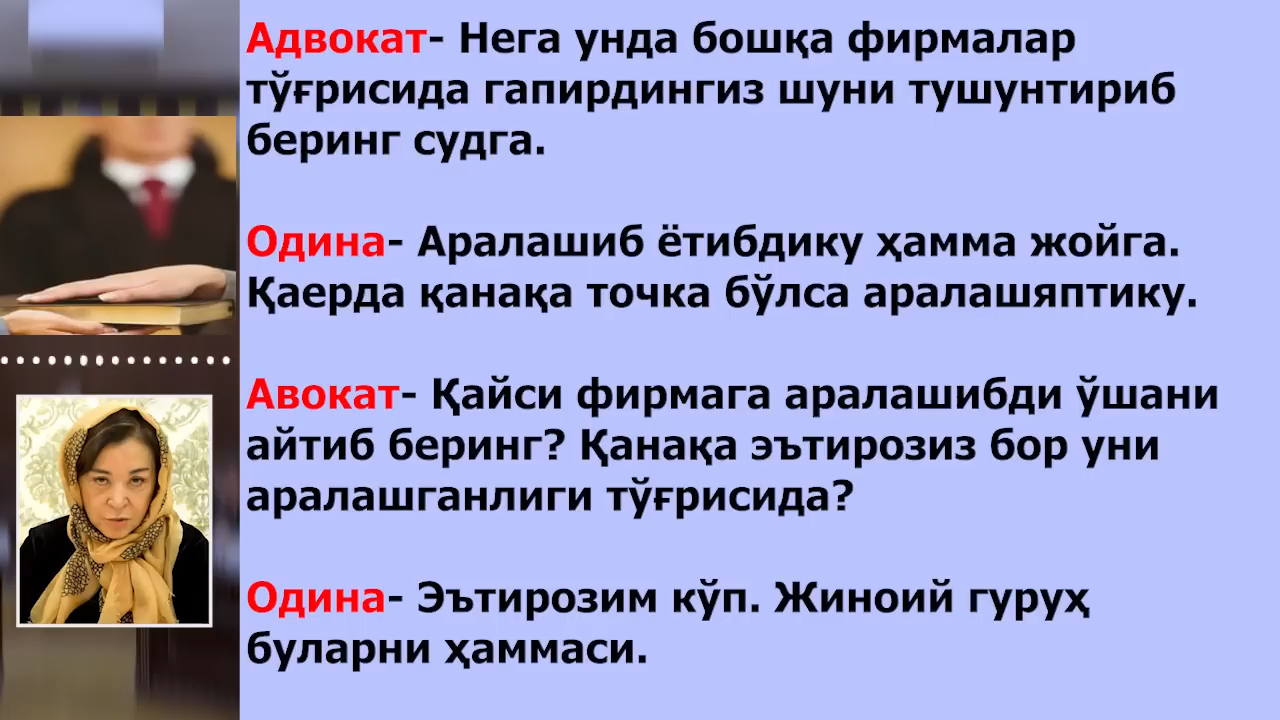 Адвокат- Нега унда бошқа фирмалар
тўғрисида гапирдингиз шуни тушунтириб
беринг судга.
Одина- Аралашиб ётибдику ҳамма жойга.
Қаерда қанақа точка бўлса аралашяптику.
Авокат- Қайси фирмага аралашибди ўшани
айтиб беринг? Қанақа эътирозиз бор уни
аралашганлиги тўғрисида?
Одина- Эътирозим кўп. Жиноий гуруҳ
буларни ҳаммаси.